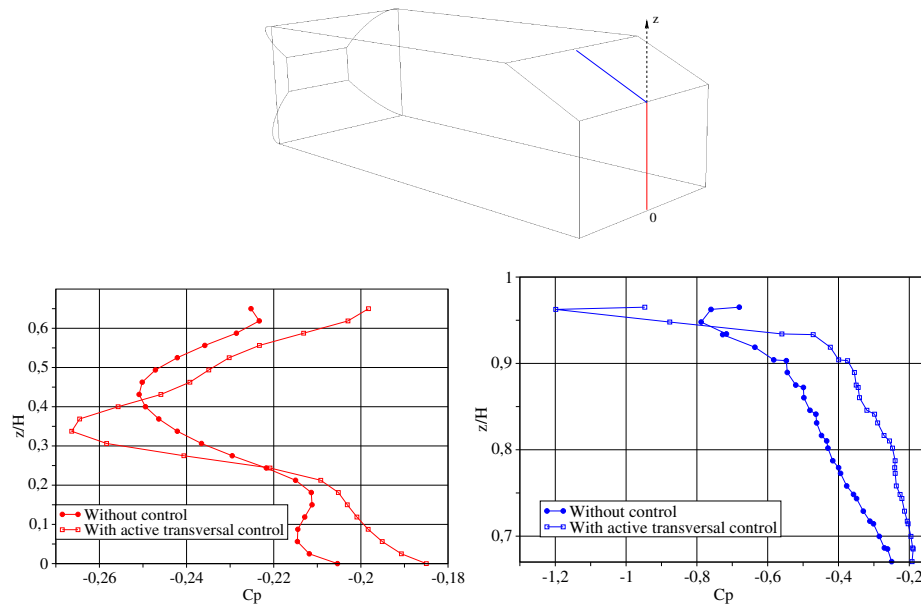 z
0
0,6
0,5
0,4
0,3
0,2
0,1
0
z/H
Without control
With active transversal control
-0,26
-0,24
-0,22
-0,2
-0,18
Cp
1
0,9
0,8
0,7
z/H
Without control
With active transversal control
-1,2
-1
-0,8
-0,6
-0,4
-0,2
Cp